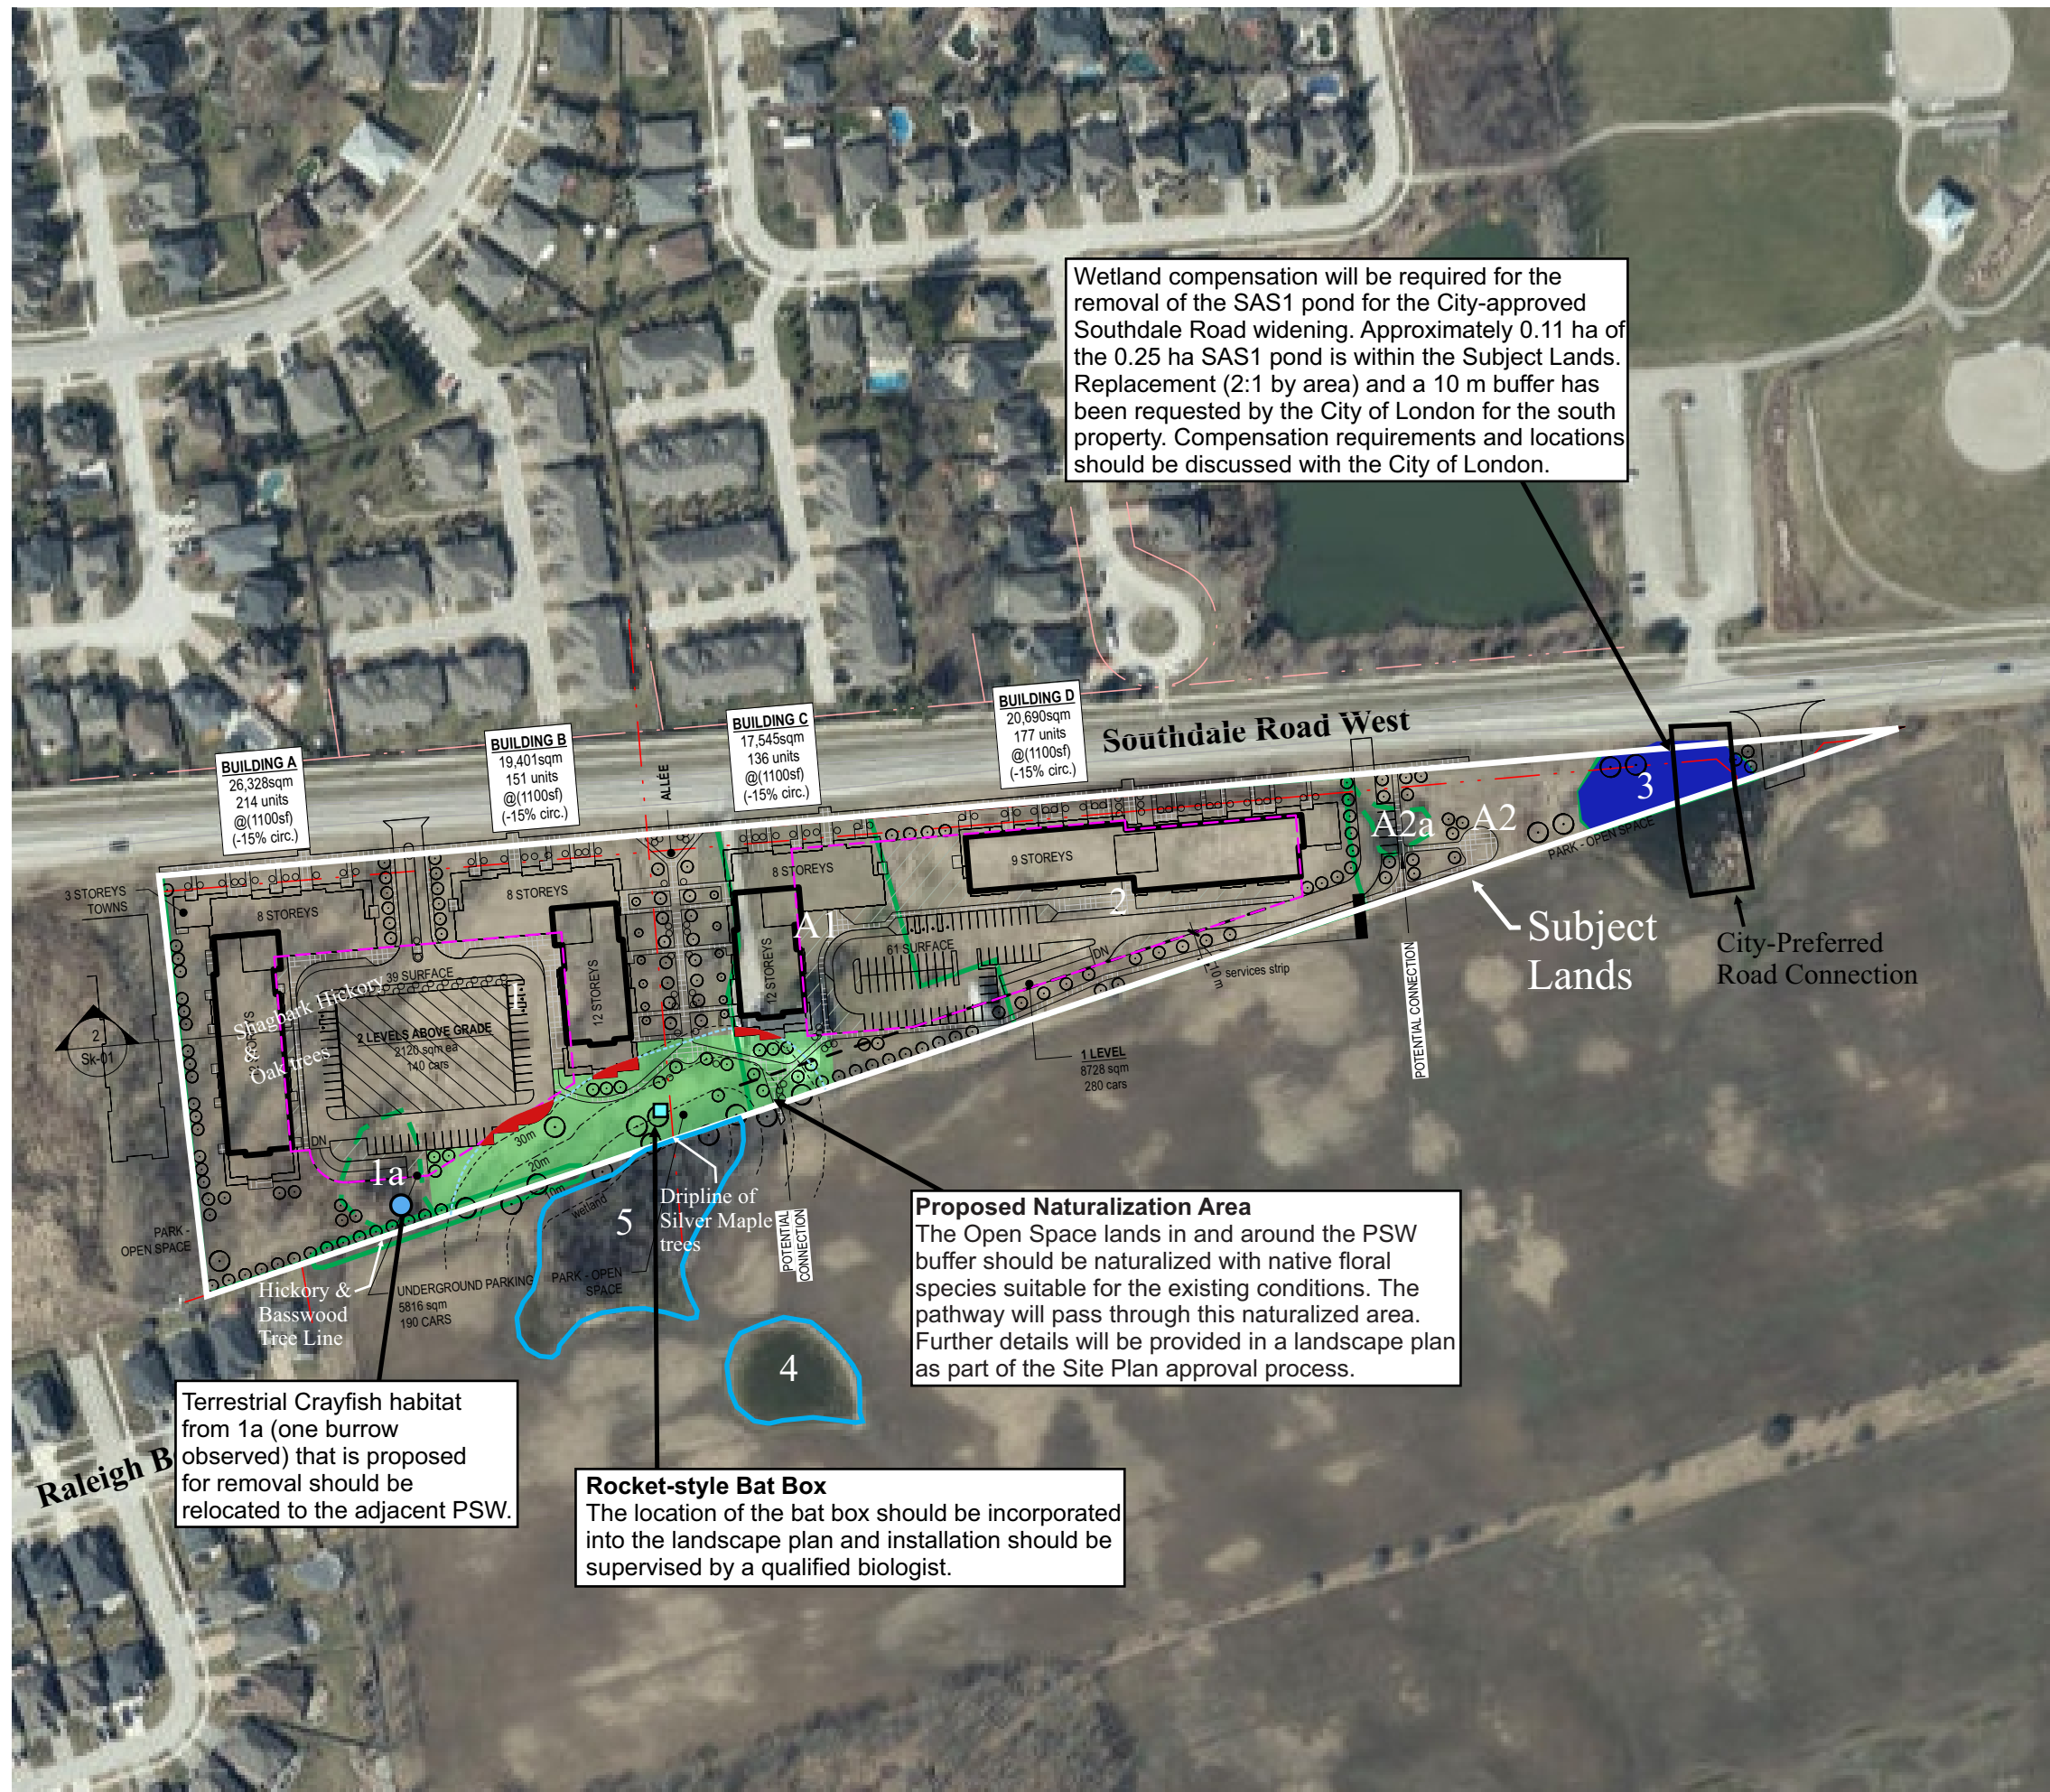 Wetland compensation will be required for the
removal of the SAS1 pond for the City-approved
Southdale Road widening. Approximately 0.11 ha of
the 0.25 ha SAS1 pond is within the Subject Lands.
Replacement (2:1 by area) and a 10 m buffer has
been requested by the City of London for the south
property. Compensation requirements and locations
should be discussed with the City of London.
BUILDING A
26,328sqm
214 units
@(1100sf)
(-15% circ.)
BUILDING B
19,401sqm
151 units
@(1100sf)
(-15% circ.)
BUILDING C
17,545sqm
136 units
@(1100sf)
(-15% circ.)
BUILDING D
20,690sqm
177 units
@(1100sf)
(-15% circ.)
Southdale Road West
ALLÉE
3 STOREYS
TOWNS
8 STOREYS
8 STOREYS
8 STOREYS
9 STOREYS
A2a
A2
3
PARK - OPEN SPACE
2
A1
12 STOREYS
12 STOREYS
61 SURFACE
DN
10 m
services strip
Subject
Lands
City-Preferred
Road Connection
POTENTIAL CONNECTION
39 SURFACE
1
Shagbark Hickory
&
Oak trees
2 LEVELS ABOVE GRADE
2120 sqm ea
140 cars
2
Sk-01
1 LEVEL
8728 sqm
280 cars
DN
1a
30m
20m
wetland
5
Dripline of
Silver Maple
trees
POTENTIAL
CONNECTION
PARK -
OPEN SPACE
Hickory &
Basswood
Tree Line
UNDERGROUND PARKING
5816 sqm
190 CARS
PARK - OPEN
SPACE
4
Proposed Naturalization Area
The Open Space lands in and around the PSW
buffer should be naturalized with native floral
species suitable for the existing conditions. The
pathway will pass through this naturalized area.
Further details will be provided in a landscape plan
as part of the Site Plan approval process.
Terrestrial Crayfish habitat
from 1a (one burrow
observed) that is proposed
for removal should be
relocated to the adjacent PSW.
Raleigh B
Rocket-style Bat Box
The location of the bat box should be incorporated
into the landscape plan and installation should be
supervised by a qualified biologist.